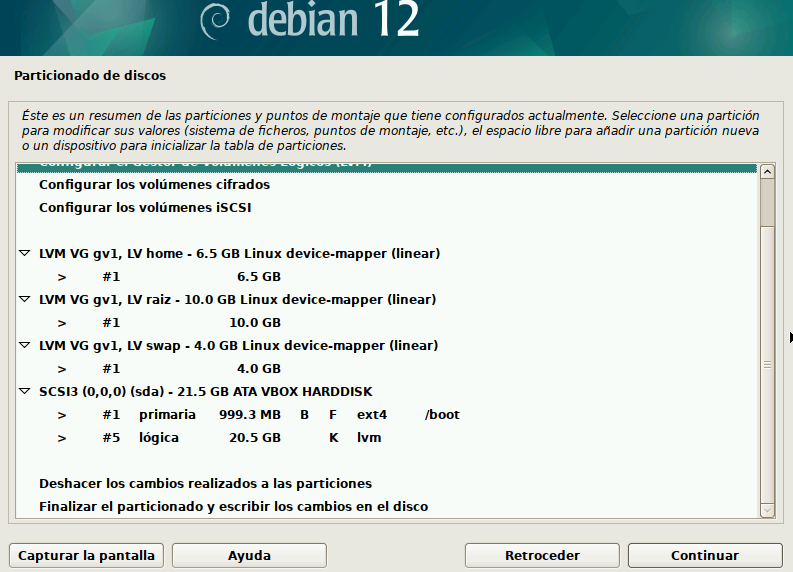 debian 12
Particionado de discos
Éste es un resumen de las particiones y puntos de montaje que tiene configurados actualmente. Seleccione una partición
para modificar sus valores (sistema de ficheros, puntos de montaje, etc.), el espacio libre para añadir una partición nueva
o un dispositivo para inicializar la tabla de particiones.
Configurar los volúmenes cifrados
Configurar los volúmenes iSCSI
LVM VG gv1, LV home - 6.5 GB Linux device-mapper (linear)
> #1 6.5 GB
LVM VG gv1, LV raiz - 10.0 GB Linux device-mapper (linear)
> #1 10.0 GB
LVM VG gv1, LV swap - 4.0 GB Linux device-mapper (linear)
> #1 4.0 GB
SCSI3 (0,0,0) (sda) - 21.5 GB ATA VBOX HARDDISK
> #1 primaria 999.3 MB B F ext4 /boot
> #5 lógica 20.5 GB K lvm
Deshacer los cambios realizados a las particiones
Finalizar el particionado y escribir los cambios en el disco
Capturar la pantalla Ayuda Retroceder Continuar